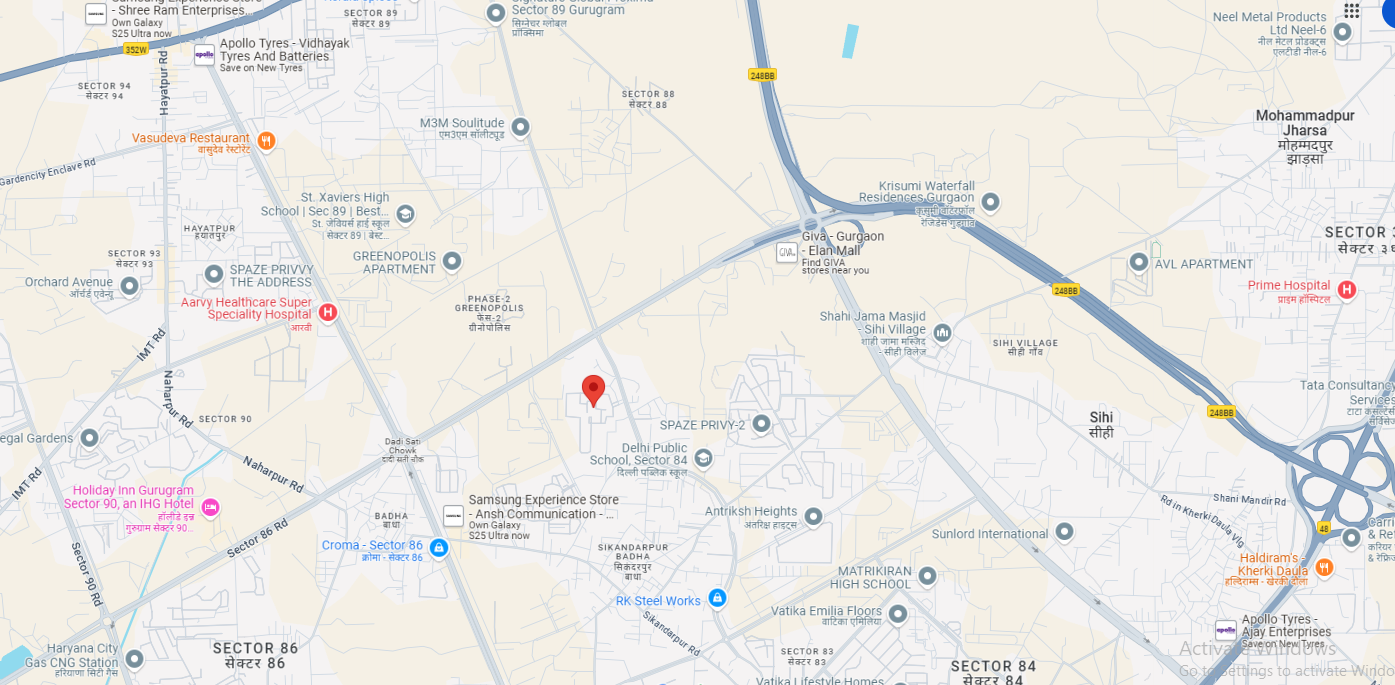 Samsung Experience Store
- Shree Ram Enterprises...
Own Galaxy
S25 Ultra now
352W
Apollo Tyres - Vidhayak
Tyres And Batteries
Save on New Tyres
SECTOR 89
सेक्टर 89
Sector 89 Gurugram
सिग्नेचर ग्लोबल
प्रॉक्सिमा
Neel Metal Products
Ltd Neel-6
नील मेटल प्रोडक्ट्स
एलटीडी नील-6
248BB
SECTOR 94
सेक्टर 94
Hayatpur Rd
SECTOR 88
सेक्टर 88
M3M Soulitude
एम3एम सॉलीट्यूड
Mohammadpur
Jharsa
मोहम्मदपुर
झाड़सा
Vasudeva Restaurant
वासुदेव रेस्टोरेंट
Gardencity Enclave Rd
St. Xaviers High
School | Sec 89 | Best...
St. जेवियर्स हाई स्कूल
| सेक्टर 89 | बेस्ट...
Krisumi Waterfall
Residences Gurgaon
कृसुमी वॉटरफॉल
रेजिडेंस गुड़गांव
HAYATPUR
हयातपुर
SECTOR 93
सेक्टर 93
GREENOPOLIS
APARTMENT
Giva - Gurgaon
- Elan Mall
Find GIVA
stores near you
SECTOR 3
AVL APARTMENT
SPAZE PRIVVY
THE ADDRESS
Orchard Avenue
ऑर्चर्ड एवेन्यू
248BB
Prime Hospital
प्राइम हॉस्पिटल
Aarvy Healthcare Super
Speciality Hospital
आरवी
PHASE-2
GREENOPOLIS
फेस-2
ग्रीनोपोलिस
Shahi Jama Masjid
- Sihi Village
शाही जामा मस्जिद
- सीही विलेज
SIHI VILLAGE
सीही गाँव
IMT Rd
Naharpur Rd
Tata Consultancy
Services
SECTOR 90
सेक्टर 90
248BB
Sihi
सीही
SPAZE PRIVY-2
egal Gardens
Dadi Sati
Chowk
दादी सती चौक
Delhi Public
School, Sector 84
दिल्ली पब्लिक स्कूल
IMT Rd
Naharpur Rd
Holiday Inn Gurugram
Sector 90, an IHG Hotel
हॉलीडे इन्न
गुरुग्राम सेक्टर 90...
Samsung Experience Store
- Ansh Communication - ...
Own Galaxy
S25 Ultra now
Antriksh Heights
अंतरिक्ष हाइट्स
Rd in Kherki Daula Vlg
Shani Mandir Rd
48
BADHA
बाधा
Sector 86 Rd
Croma - Sector 86
क्रोमा - सेक्टर 86
SIKANDARPUR
BADHA
सिकंदरपुर
बाधा
Sunlord International
Haldiram's -
Kherki Daula
हल्दिराम्स - खेरकी दौला
Sector 90 Rd
MATRIKIRAN
HIGH SCHOOL
RK Steel Works
Vatika Emilia Floors
वाटिका एमिलिया
Sikandarpur Rd
Apollo Tyres -
Ajay Enterprises
Save on New Tyres
Haryana City
Gas CNG Station
हरियाणा सिटी गैस
SECTOR 86
सेक्टर 86
SECTOR 83
सेक्टर 83
SECTOR 84
सेक्टर 84
Vatika Lifestyle Homes
Activate Windows
Go to Settings to activate Windo